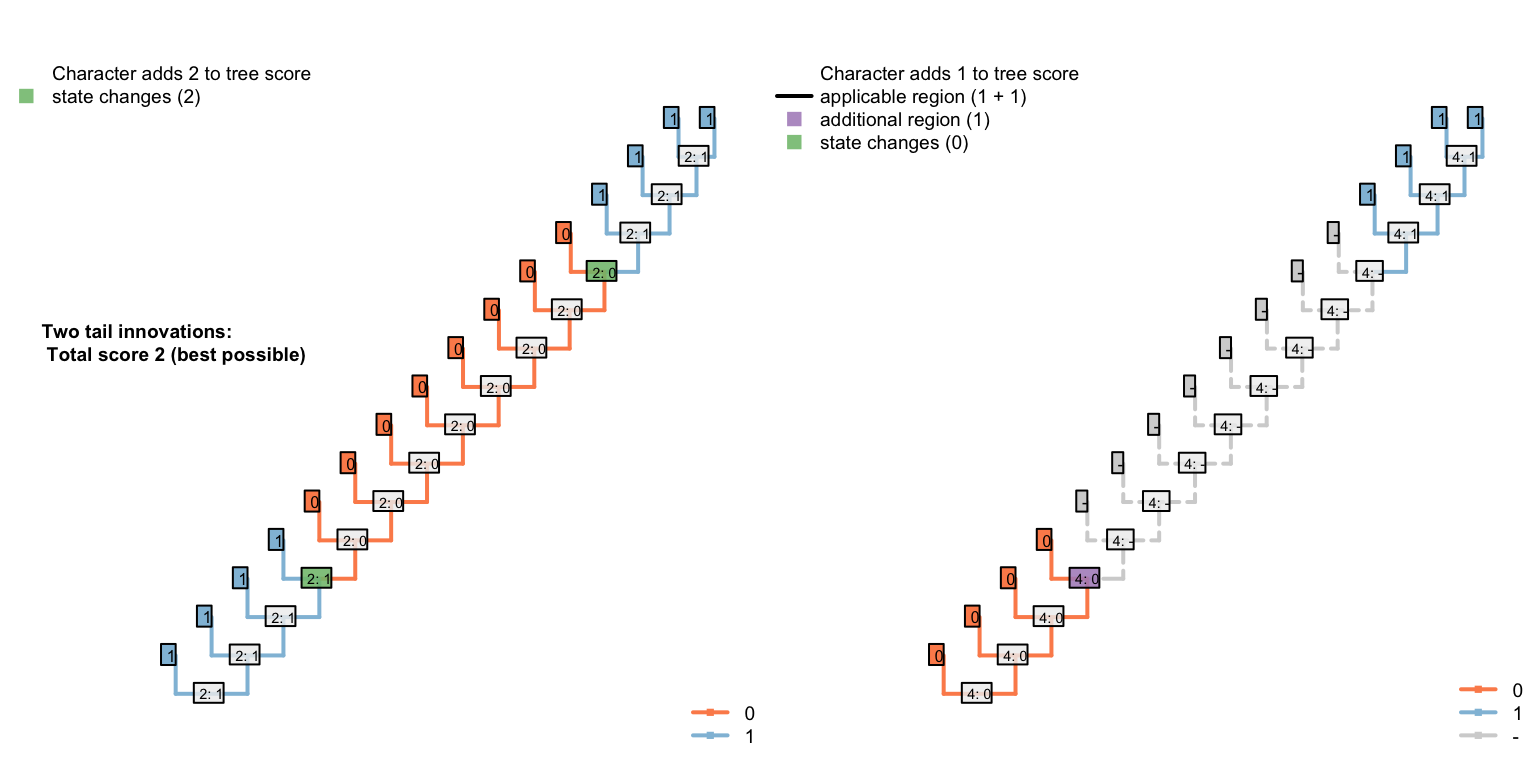 Character adds 2 to tree score
state changes (2)
1 1
1 2: 1
1 2: 1
0 2: 1
0 2: 0
0 2: 0
Two tail innovations:
Total score 2 (best possible)
0 2: 0
0 2: 0
0 2: 0
0 2: 0
0 2: 0
1 2: 0
1 2: 1
1 2: 1
1 2: 1
2: 1
0
1
Character adds 1 to tree score
applicable region (1 + 1)
additional region (1)
state changes (0)
1 1
1 4: 1
1 4: 1
- 4: 1
- 4: -
- 4: -
- 4: -
- 4: -
- 4: -
- 4: -
- 4: -
0 4: -
0 4: 0
0 4: 0
0 4: 0
4: 0
0
1
-